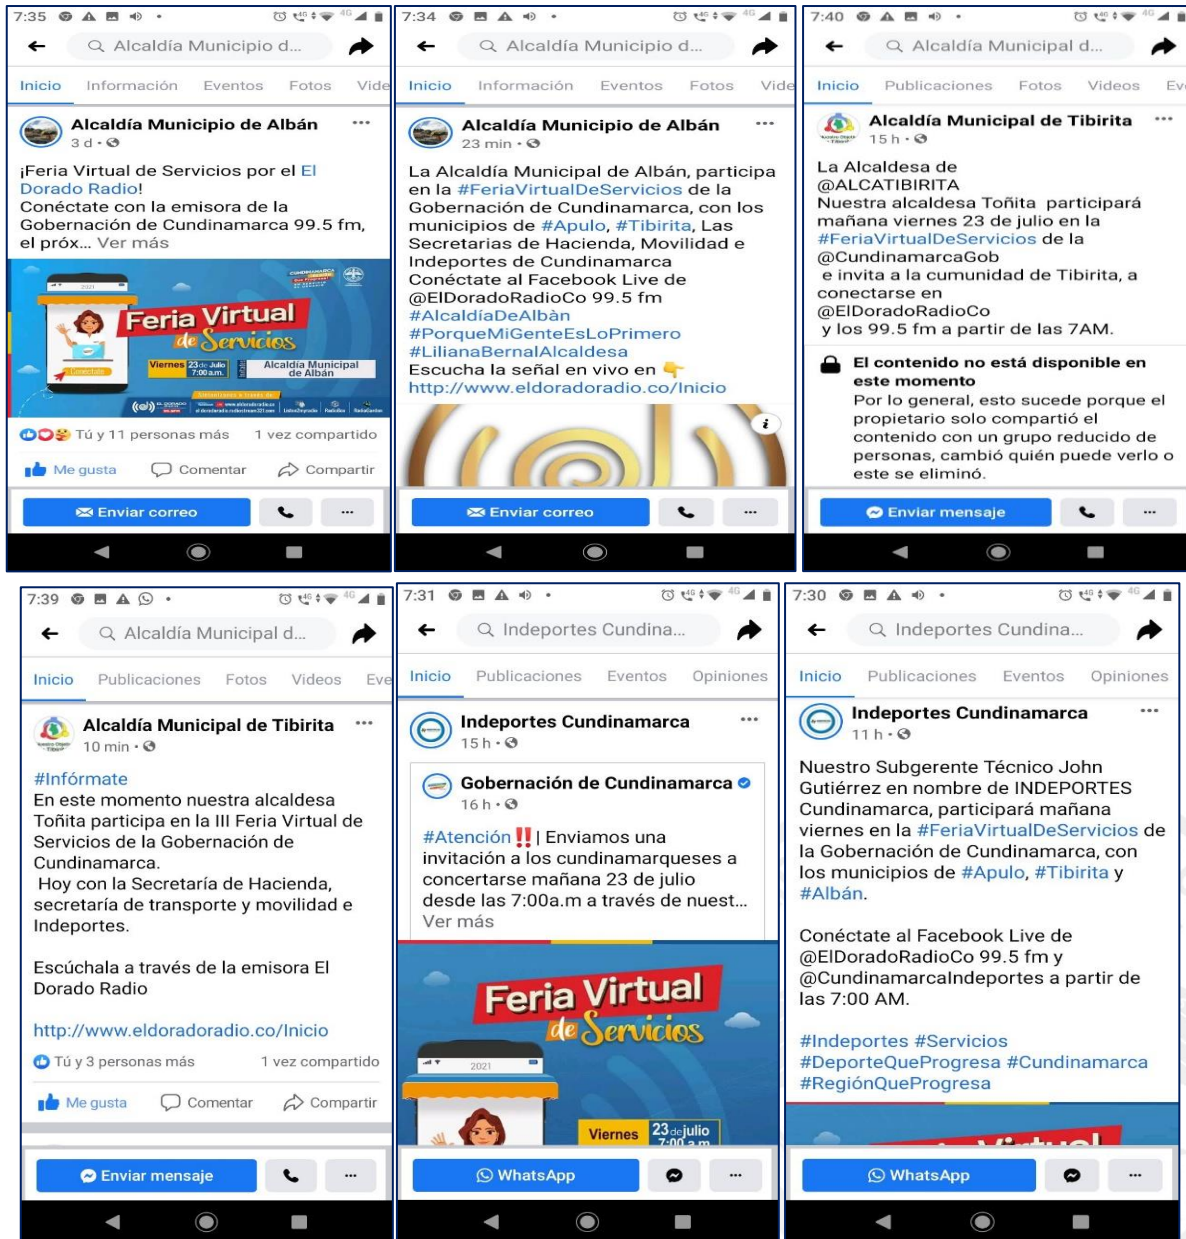 7:35
Alcaldía Municipio d...
Inicio Información Eventos Fotos Vide
Alcaldía Municipio de Albán ...
3 d
¡Feria Virtual de Servicios por el El
Dorado Radio!
Conéctate con la emisora de la
Gobernación de Cundinamarca 99.5 fm,
el próx... Ver más
2021
CUNDINAMARCA
Feria Virtual
de Servicios
Conéctate
Viernes 23 de Julio
7:00 a.m.
Alcaldía Municipal
de Albán
EL DORADO
Tú y 11 personas más 1 vez compartido
Me gusta Comentar Compartir
Enviar correo ...
7:34 4G
Alcaldía Municipio d...
Inicio Información Eventos Fotos Vide
Alcaldía Municipio de Albán ...
23 min
La Alcaldía Municipal de Albán, participa
en la #FeriaVirtualDeServicios de la
Gobernación de Cundinamarca, con los
municipios de #Apulo, #Tibirita, Las
Secretarias de Hacienda, Movilidad e
Indeportes de Cundinamarca
Conéctate al Facebook Live de
@ElDoradoRadioCo 99.5 fm
#AlcaldíaDeAlbàn
#PorqueMiGenteEsLoPrimero
#LilianaBernalAlcaldesa
Escucha la señal en vivo en 👇
http://www.eldoradoradio.co/Inicio
Enviar correo ...
7:40 4G
Alcaldía Municipal d...
Inicio Publicaciones Fotos Videos Ev
Alcaldía Municipal de Tibirita ...
15 h
La Alcaldesa de
@ALCATIBIRITA
Nuestra alcaldesa Toñita participará
mañana viernes 23 de julio en la
#FeriaVirtualDeServicios de la
@CundinamarcaGob
e invita a la cumunidad de Tibirita, a
conectarse en
@ElDoradoRadioCo
y los 99.5 fm a partir de las 7AM.
El contenido no está disponible en
este momento
Por lo general, esto sucede porque el
propietario solo compartió el
contenido con un grupo reducido de
personas, cambió quién puede verlo o
este se eliminó.
Enviar mensaje ...
7:39 4G
Alcaldía Municipal d...
Inicio Publicaciones Fotos Videos Eve
Alcaldía Municipal de Tibirita ...
10 min
#Infórmate
En este momento nuestra alcaldesa
Toñita participa en la III Feria Virtual de
Servicios de la Gobernación de
Cundinamarca.
Hoy con la Secretaría de Hacienda,
secretaría de transporte y movilidad e
Indeportes.
Escúchala a través de la emisora El
Dorado Radio
http://www.eldoradoradio.co/Inicio
Tú y 3 personas más 1 vez compartido
Me gusta Comentar Compartir
Enviar mensaje ...
7:31 4G
Indeportes Cundina...
Inicio Publicaciones Eventos Opiniones
Indeportes Cundinamarca ...
15 h
Gobernación de Cundinamarca
16 h
#Atención‼️| Enviamos una
invitación a los cundinamarqueses a
concertarse mañana 23 de julio
desde las 7:00a.m a través de nuest...
Ver más
Feria Virtual
de Servicios
2021
Viernes 23 de julio
7:00 a.m.
WhatsApp ...
7:30 4G
Indeportes Cundina...
Inicio Publicaciones Eventos Opiniones
Indeportes Cundinamarca ...
11 h
Nuestro Subgerente Técnico John
Gutiérrez en nombre de INDEPORTES
Cundinamarca, participará mañana
viernes en la #FeriaVirtualDeServicios de
la Gobernación de Cundinamarca, con
los municipios de #Apulo, #Tibirita y
#Albán.
Conéctate al Facebook Live de
@ElDoradoRadioCo 99.5 fm y
@CundinamarcaIndeportes a partir de
las 7:00 AM.
#Indeportes #Servicios
#DeporteQueProgresa #Cundinamarca
#RegiónQueProgresa
WhatsApp ...